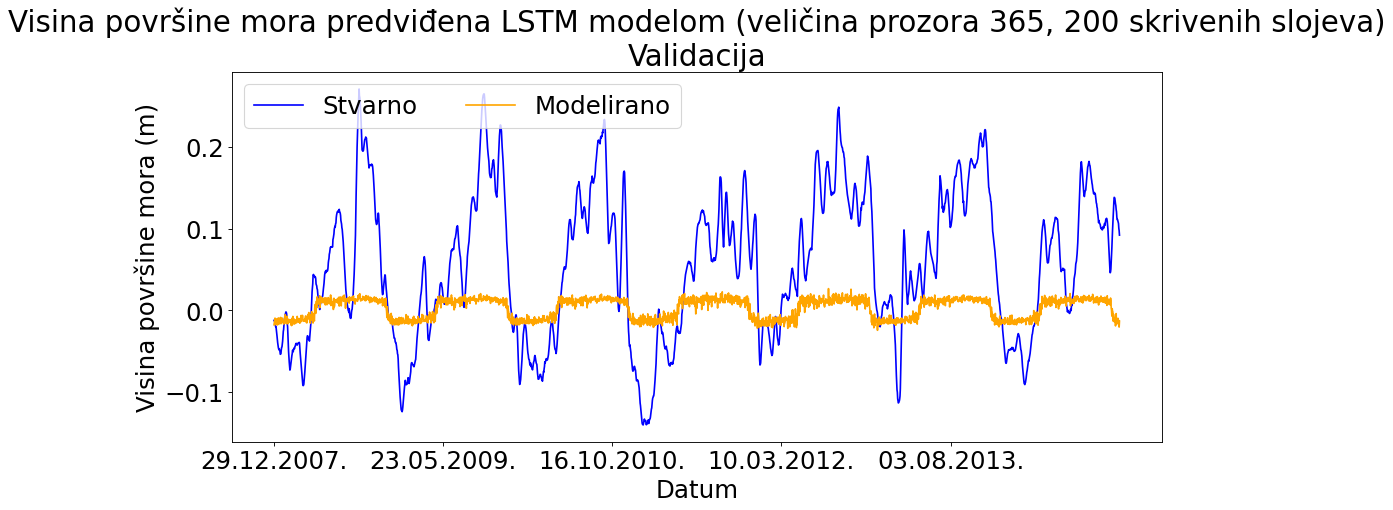 Visina površine mora predviđena LSTM modelom (veličina prozora 365, 200 skrivenih slojeva)
Validacija
Stvarno
Modelirano
Visina površine mora (m)
0.2
0.1
0.0
−0.1
29.12.2007.
23.05.2009.
16.10.2010.
10.03.2012.
03.08.2013.
Datum